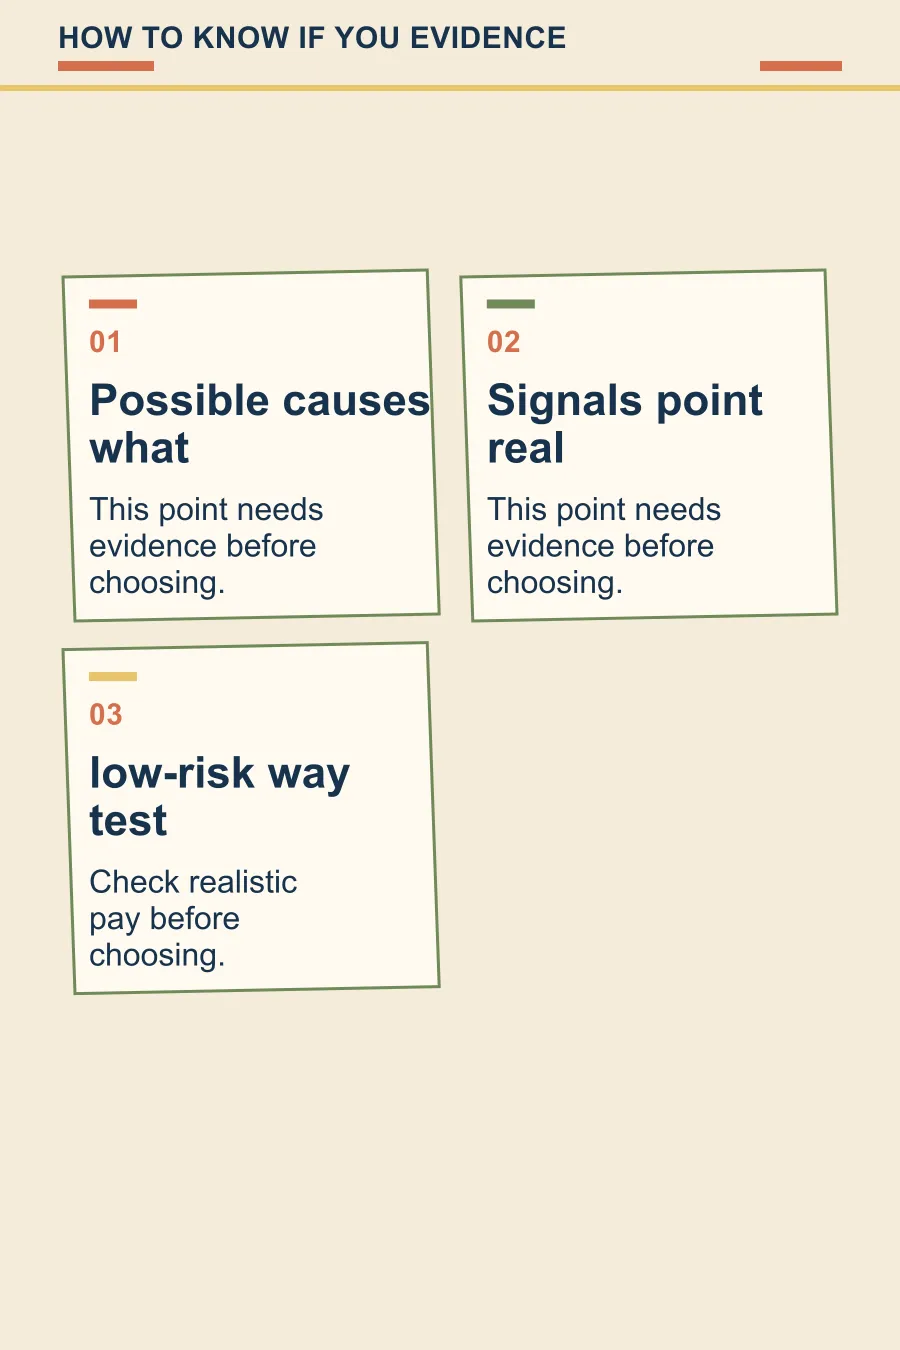 HOW TO KNOW IF YOU EVIDENCE
01
Possible causes
what
This point needs
evidence before
choosing.
02
Signals point
real
This point needs
evidence before
choosing.
03
low-risk way
test
Check realistic
pay before
choosing.